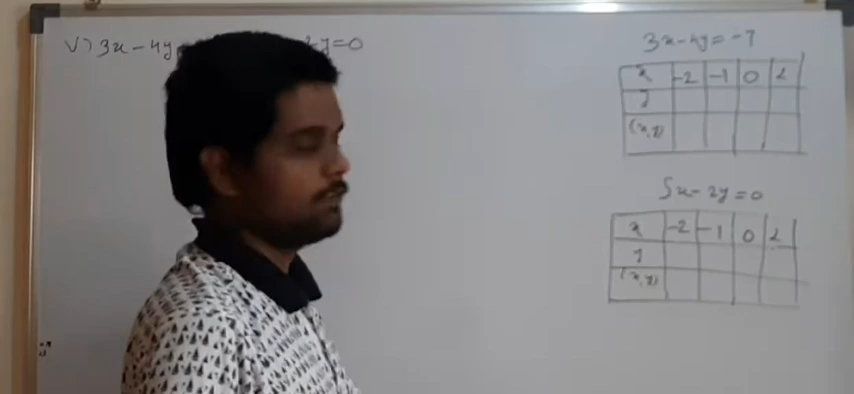 v) 3x-4y 2y=0
3x-4y=-7
x -2 -1 0 2
y
(x,y)
5x-2y=0
x -2 -1 0 2
y
(x,y)